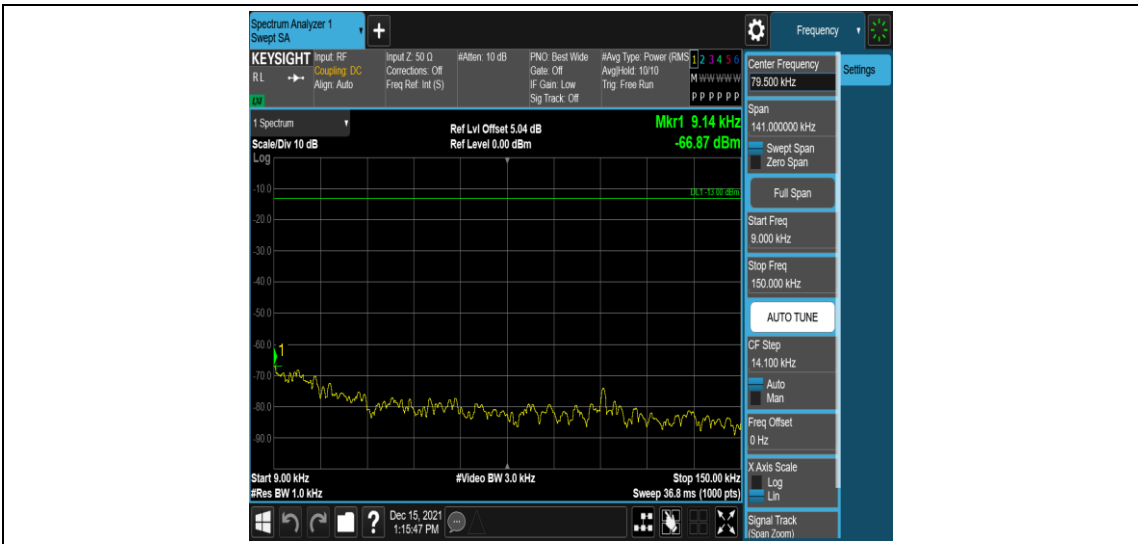 Spectrum Analyzer 1
Swept SA
+
Frequency
KEYSIGHT
Input: RF
Input Z: 50 Ω
#Atten: 10 dB
PNO: Best Wide
#Avg Type: Power (RMS
1 2 3 4 5 6
R L
Coupling: DC
Corrections: Off
Gate: Off
Avg|Hold: 10/10
M W W W W W
Align: Auto
Freq Ref: Int (S)
IF Gain: Low
Trig: Free Run
Sig Track: Off
P P P P P P
LXI
1 Spectrum
Ref Lvl Offset 5.04 dB
Mkr1 9.14 kHz
Scale/Div 10 dB
Ref Level 0.00 dBm
-66.87 dBm
Log
DL1 -13.00 dBm
-10.0
-20.0
-30.0
-40.0
-50.0
-60.0
1
-70.0
-80.0
-90.0
Start 9.00 kHz
#Video BW 3.0 kHz
Stop 150.00 kHz
#Res BW 1.0 kHz
Sweep 36.8 ms (1000 pts)
?
Dec 15, 2021
1:15:47 PM
Center Frequency
79.500 kHz
Settings
Span
141.000000 kHz
Swept Span
Zero Span
Full Span
Start Freq
9.000 kHz
Stop Freq
150.000 kHz
AUTO TUNE
CF Step
14.100 kHz
Auto
Man
Freq Offset
0 Hz
X Axis Scale
Log
Lin
Signal Track
(Span Zoom)